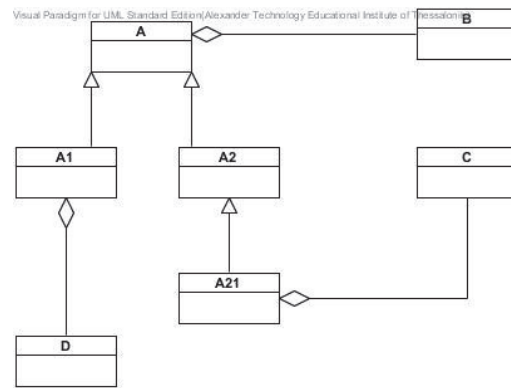 Visual Paradigm for UML Standard Edition(Alexander Technology Educational Institute of Thessaloniki)
A
B
A1
A2
C
A21
D